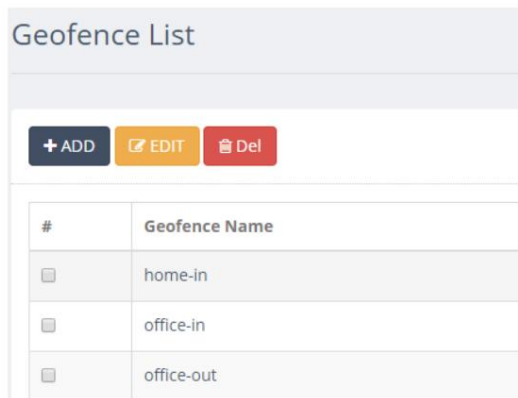 Geofence List
ADD EDIT Del
# Geofence Name
home-in
office-in
office-out